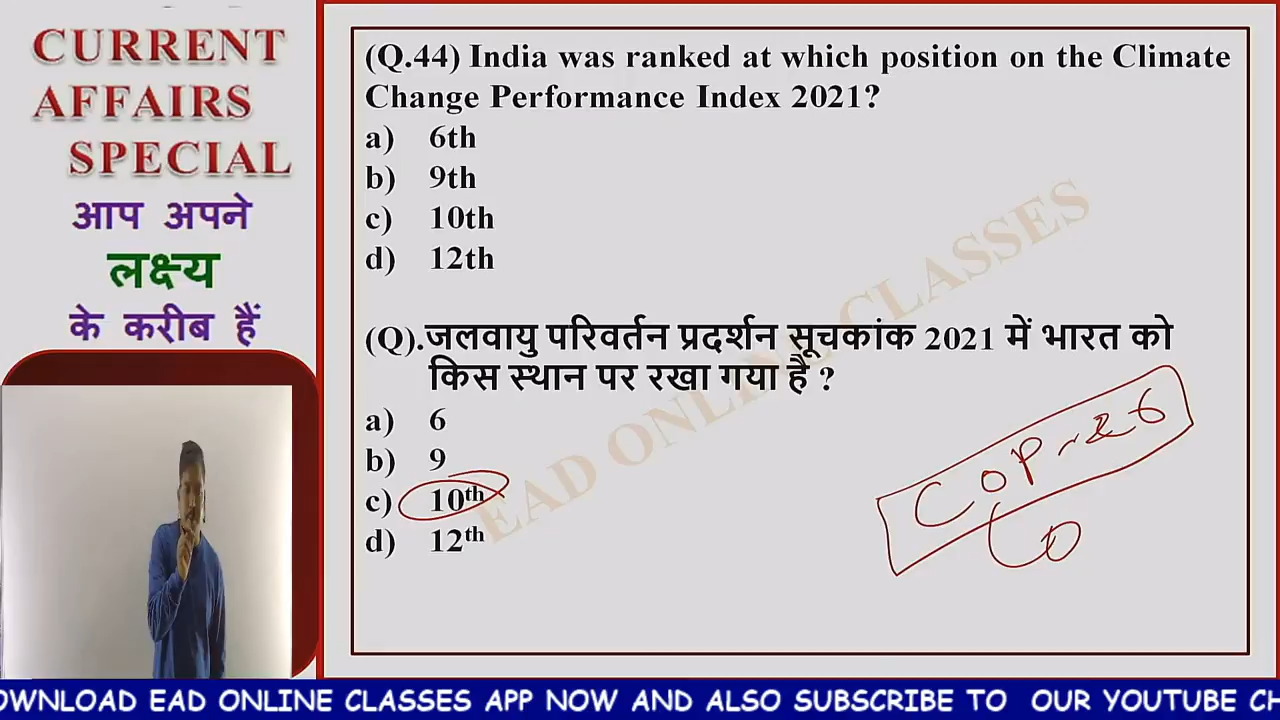 CURRENT
AFFAIRS
SPECIAL
आप अपने
लक्ष्य
के करीब हैं
(Q.44) India was ranked at which position on the Climate
Change Performance Index 2021?
a) 6th
b) 9th
c) 10th
d) 12th
(Q).जलवायु परिवर्तन प्रदर्शन सूचकांक 2021 में भारत को
किस स्थान पर रखा गया है ?
a) 6
b) 9
c) 10th
d) 12th
EAD ONLINE CLASSES
COP-26
OWNLOAD EAD ONLINE CLASSES APP NOW AND ALSO SUBSCRIBE TO OUR YOUTUBE CH